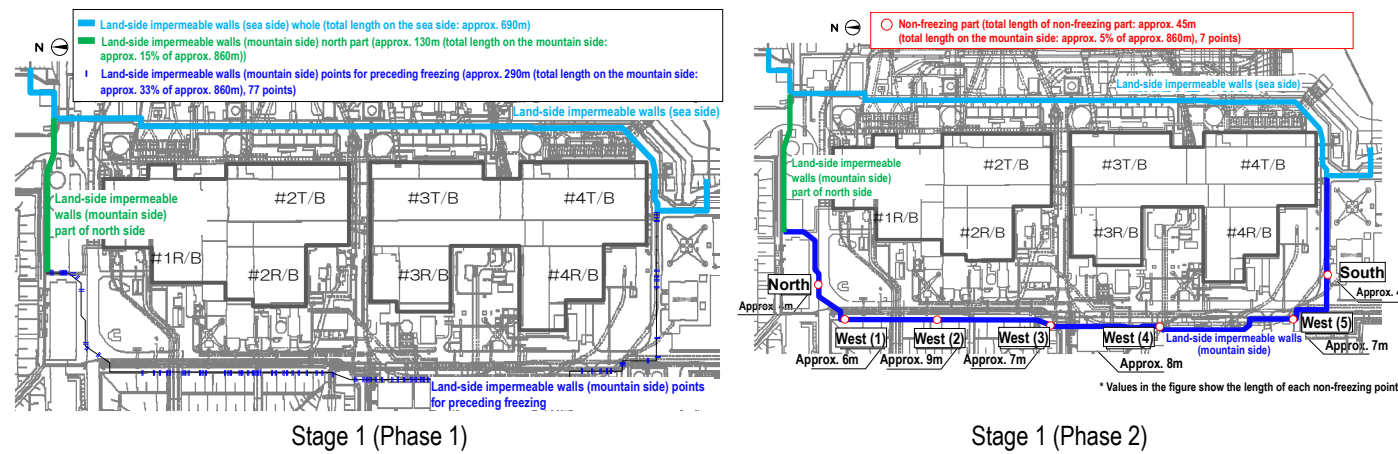 Land-side impermeable walls (sea side) whole (total length on the sea side: approx. 690m)
Land-side impermeable walls (mountain side) north part (approx. 130m (total length on the mountain side:
approx. 15% of approx. 860m))
Land-side impermeable walls (mountain side) points for preceding freezing (approx. 290m (total length on the mountain side:
approx. 33% of approx. 860m), 77 points)
N
Land-side impermeable walls (sea side)
#2T/B
#3T/B
#4T/B
Land-side impermeable
walls (mountain side)
part of north side
#1R/B
#2R/B
#3R/B
#4R/B
Land-side impermeable walls (mountain side) points
for preceding freezing
Stage 1 (Phase 1)
Non-freezing part (total length of non-freezing part: approx. 45m
(total length on the mountain side: approx. 5% of approx. 860m), 7 points)
N
Land-side impermeable walls (sea side)
#2T/B
#3T/B
#4T/B
Land-side impermeable
walls (mountain side)
part of north side
#1R/B
#2R/B
#3R/B
#4R/B
North
South
Approx. 4
West (1)
West (2)
West (3)
West (4)
West (5)
Land-side impermeable walls
(mountain side)
Approx. 6m
Approx. 9m
Approx. 7m
Approx. 8m
Approx. 7m
* Values in the figure show the length of each non-freezing point
Stage 1 (Phase 2)